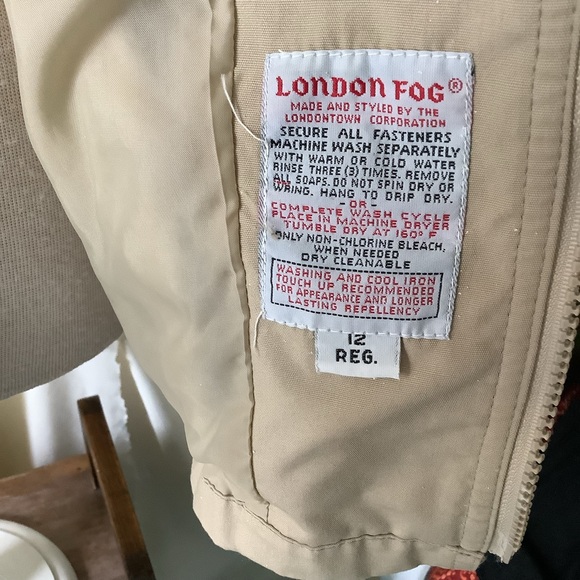 LONDON FOG®
MADE AND STYLED BY THE
LONDONTOWN CORPORATION
SECURE ALL FASTENERS
MACHINE WASH SEPARATELY
WITH WARM OR COLD WATER
RINSE THREE (3) TIMES. REMOVE
ALL SOAPS. DO NOT SPIN DRY OR
WRING. HANG TO DRIP DRY.
-OR-
COMPLETE WASH CYCLE
PLACE IN MACHINE DRYER
TUMBLE DRY AT 160° F
ONLY NON-CHLORINE BLEACH,
WHEN NEEDED
DRY CLEANABLE
WASHING AND COOL IRON
TOUCH UP RECOMMENDED
FOR APPEARANCE AND LONGER
LASTING REPELLENCY
12
REG.